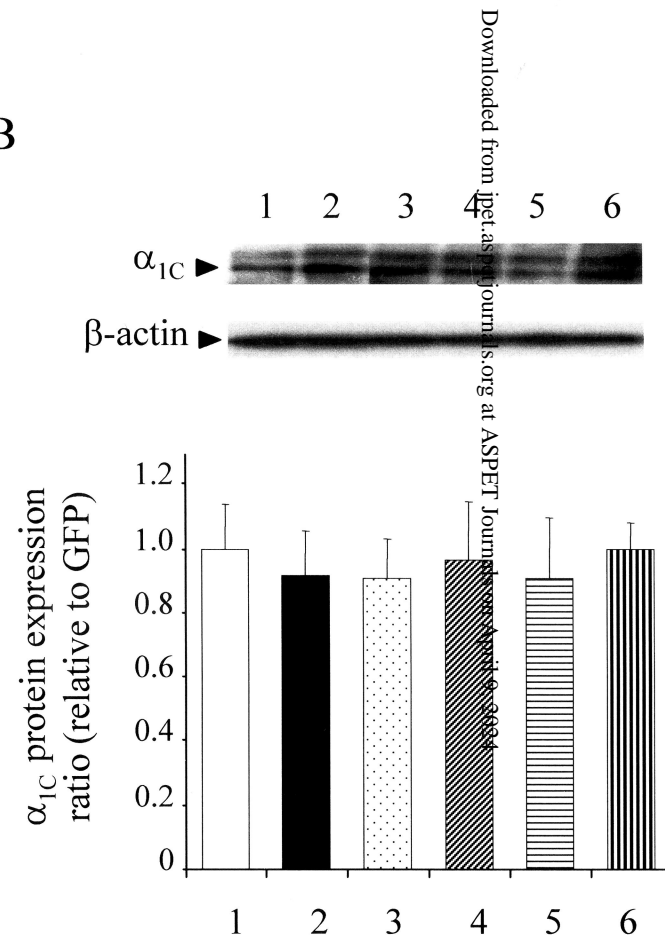 B
1 2 3 4 5 6
α1C
β-actin
α1C protein expression
ratio (relative to GFP)
1.2
1.0
0.8
0.6
0.4
0.2
0
1 2 3 4 5 6
Downloaded from jpet.aspetjournals.org at ASPET Journals on April 9, 2024